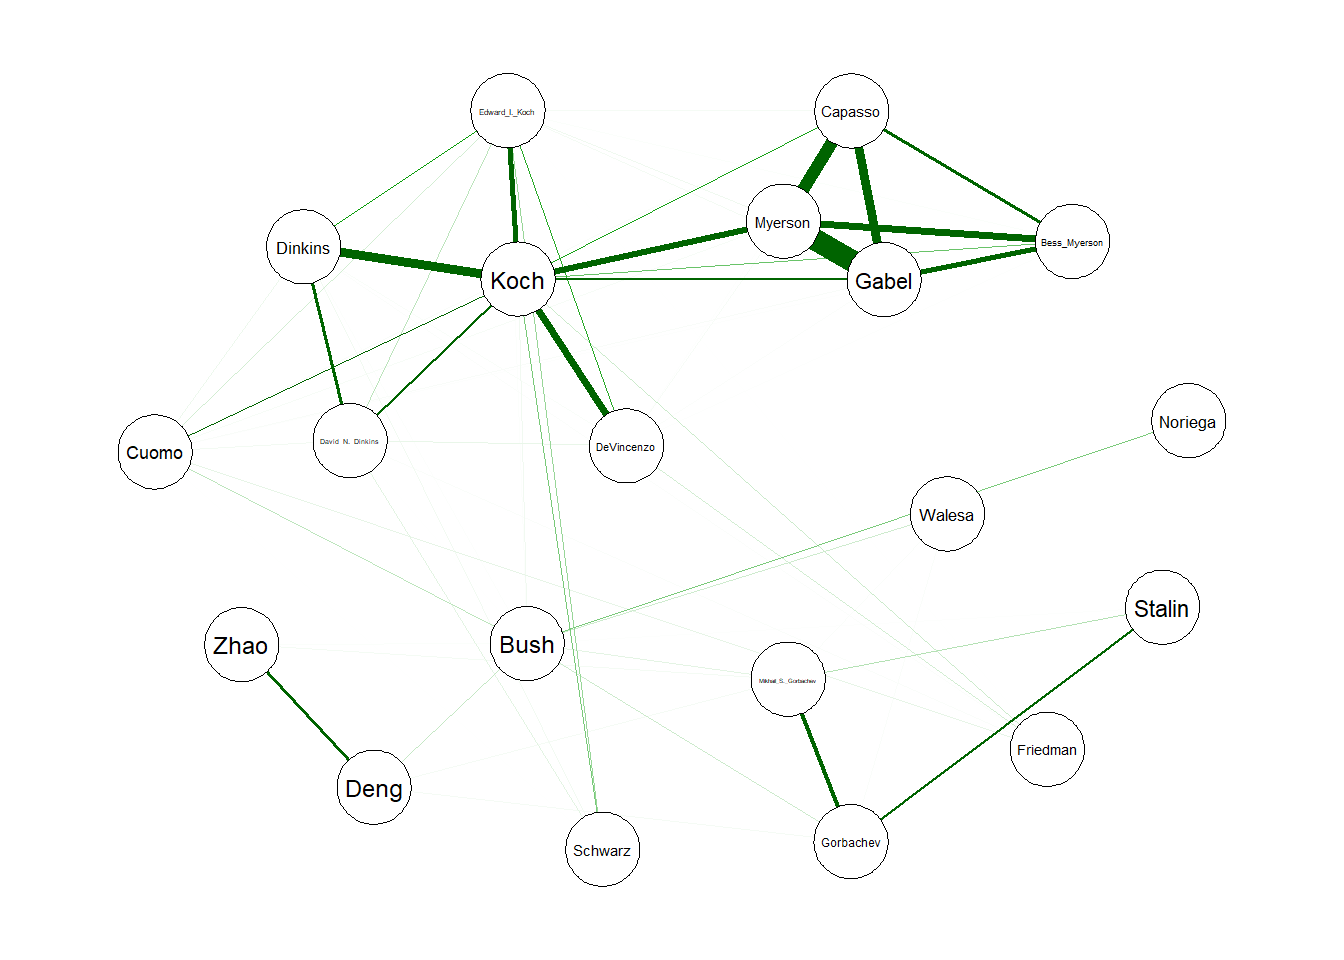 Edward_I._Koch
Capasso
Myerson
Dinkins
Bess_Myerson
Koch
Gabel
Noriega
David_N._Dinkins
DeVincenzo
Cuomo
Walesa
Stalin
Zhao
Bush
Mikhail_S._Gorbachev
Friedman
Deng
Gorbachev
Schwarz